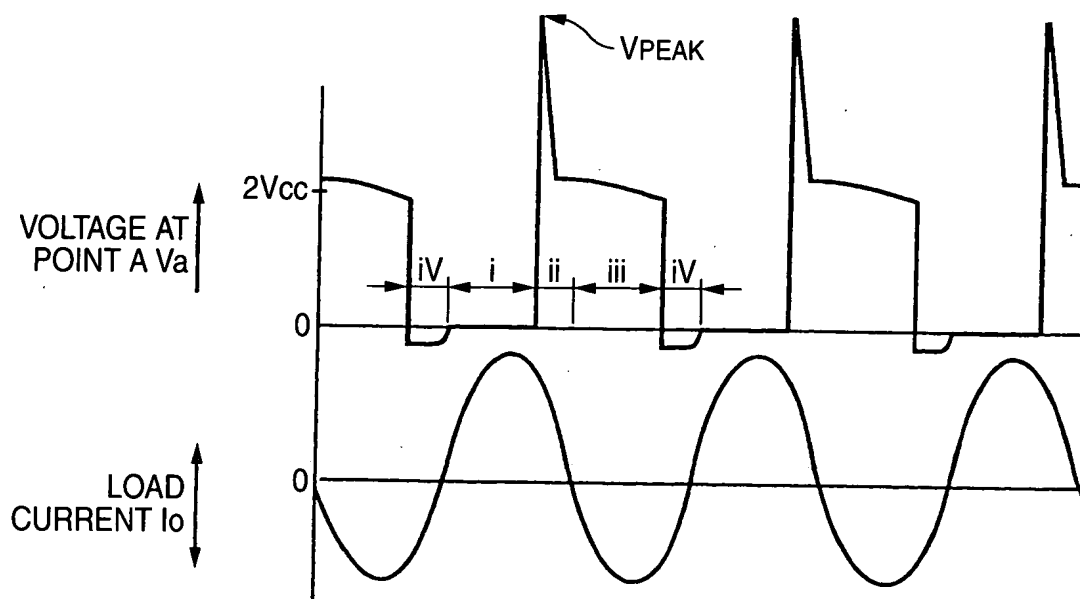 VPEAK
2Vcc
VOLTAGE AT
POINT A Va
iV i ii iii iV
0
0
LOAD
CURRENT Io